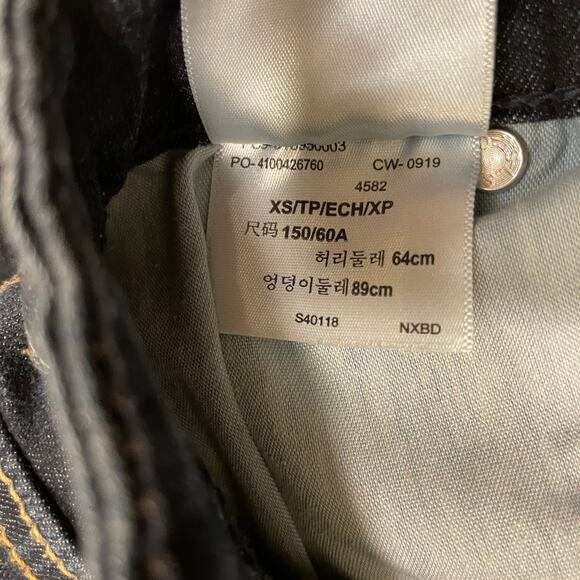 PO- 4100426760 CW- 0919
4582
XS/TP/ECH/XP
尺码 150/60A
허리둘레 64cm
엉덩이둘레 89cm
S40118 NXBD